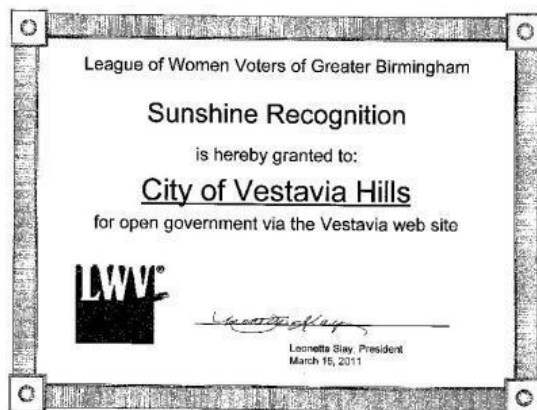 League of Women Voters of Greater Birmingham
Sunshine Recognition
is hereby granted to:
City of Vestavia Hills
for open government via the Vestavia web site
LWV®
Leonette Slay, President
March 15, 2011